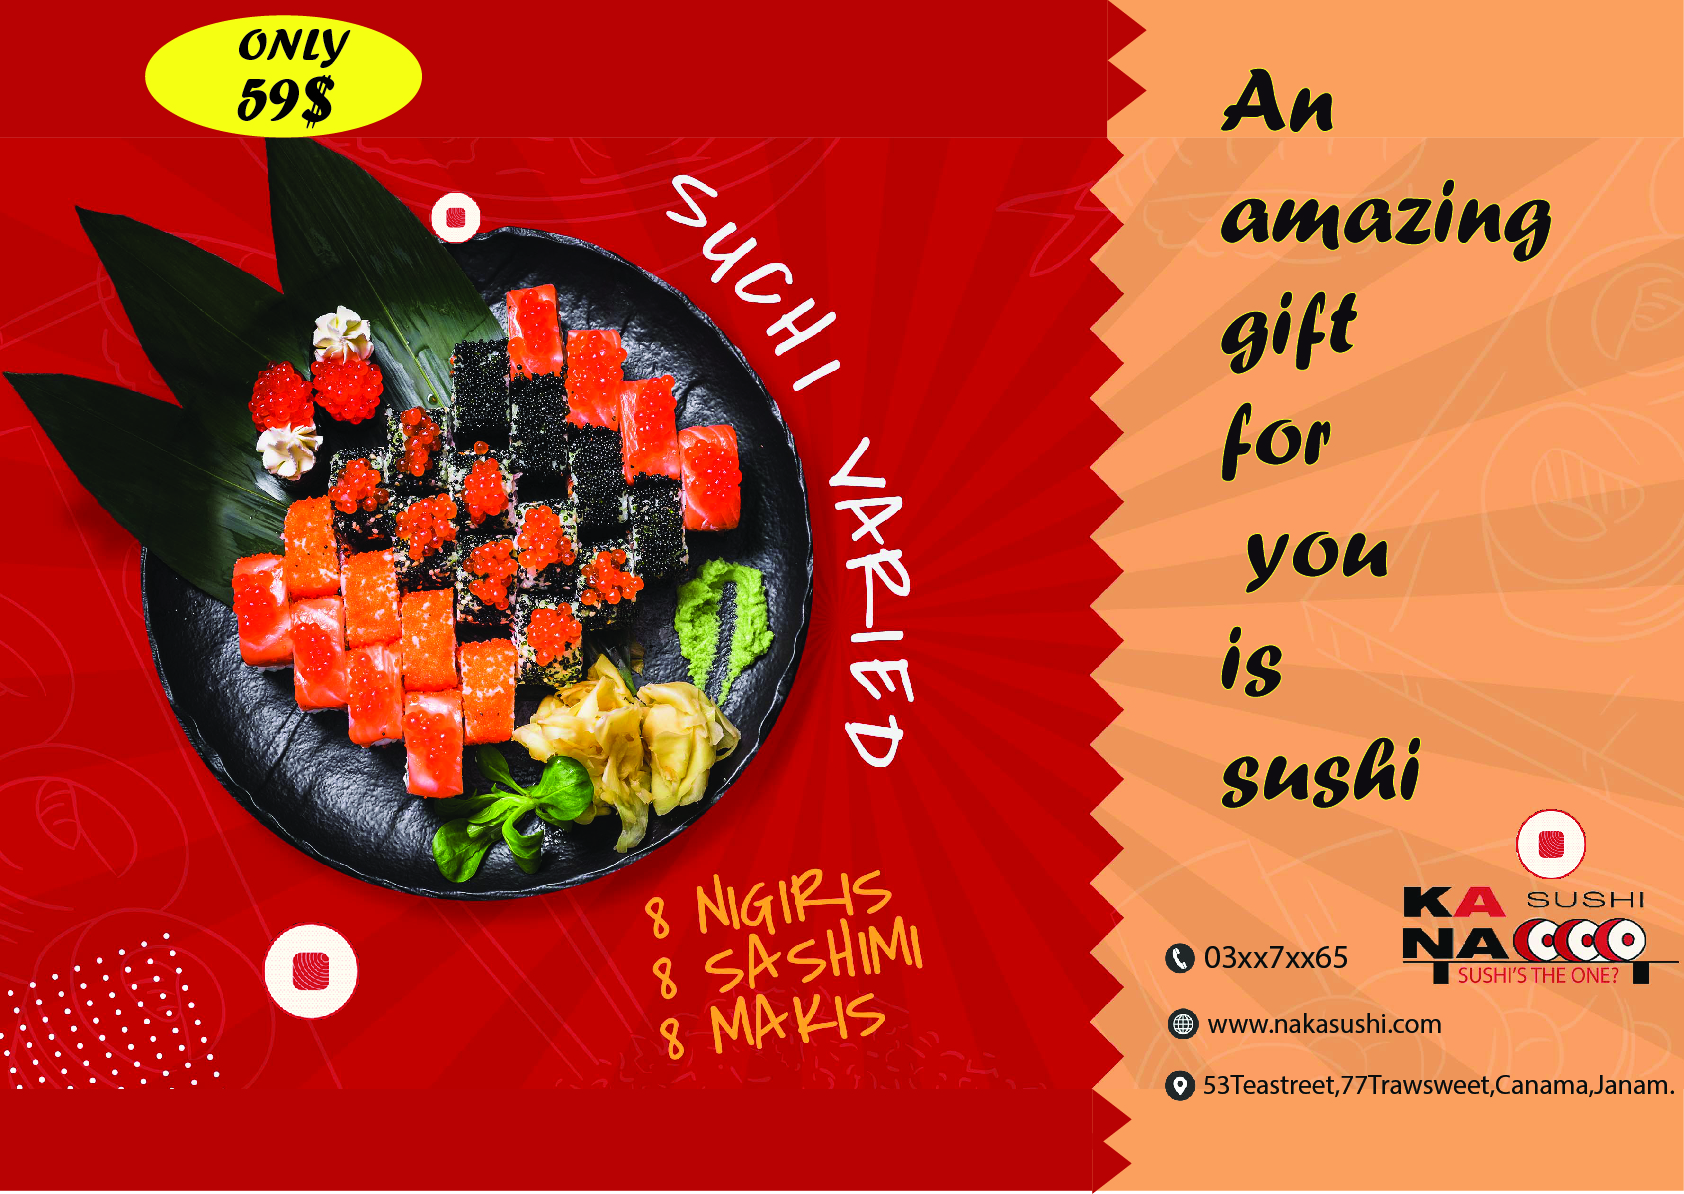 ONLY
59$
SUCHI VARIED
8 NIGIRIS
8 SASHIMI
8 MAKIS
An
amazing
gift
for
you
is
sushi
KA SUSHI
NA
SUSHI'S THE ONE?
03xx7xx65
www.nakasushi.com
53Teastreet,77Trawsweet,Canama,Janam.